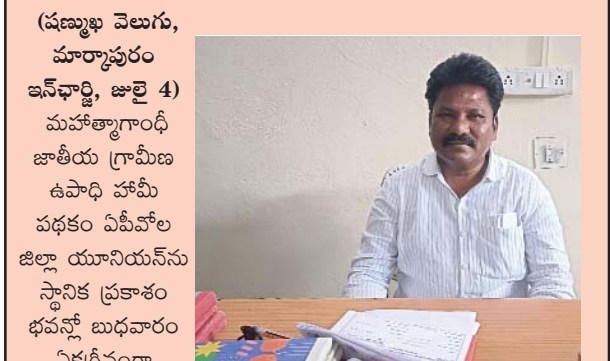 (షణ్ముఖ వెలుగు,
మార్కాపురం
ఇన్‌ఛార్జి, జులై 4)
మహాత్మాగాంధీ
జాతీయ గ్రామీణ
ఉపాధి హామీ
పథకం ఏపీవోల
జిల్లా యూనియన్‌ను
స్థానిక ప్రకాశం
భవన్లో బుధవారం